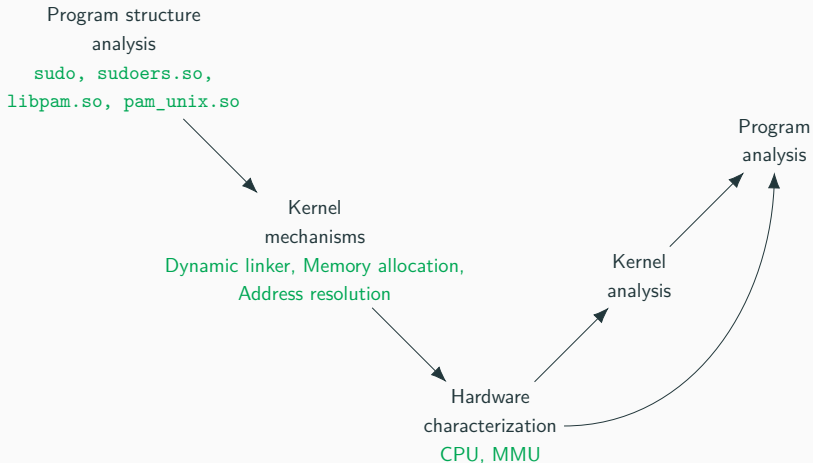 Program structure
analysis
sudo, sudoers.so,
libpam.so, pam_unix.so
Program
analysis
Kernel
mechanisms
Dynamic linker, Memory allocation,
Address resolution
Kernel
analysis
Hardware
characterization
CPU, MMU